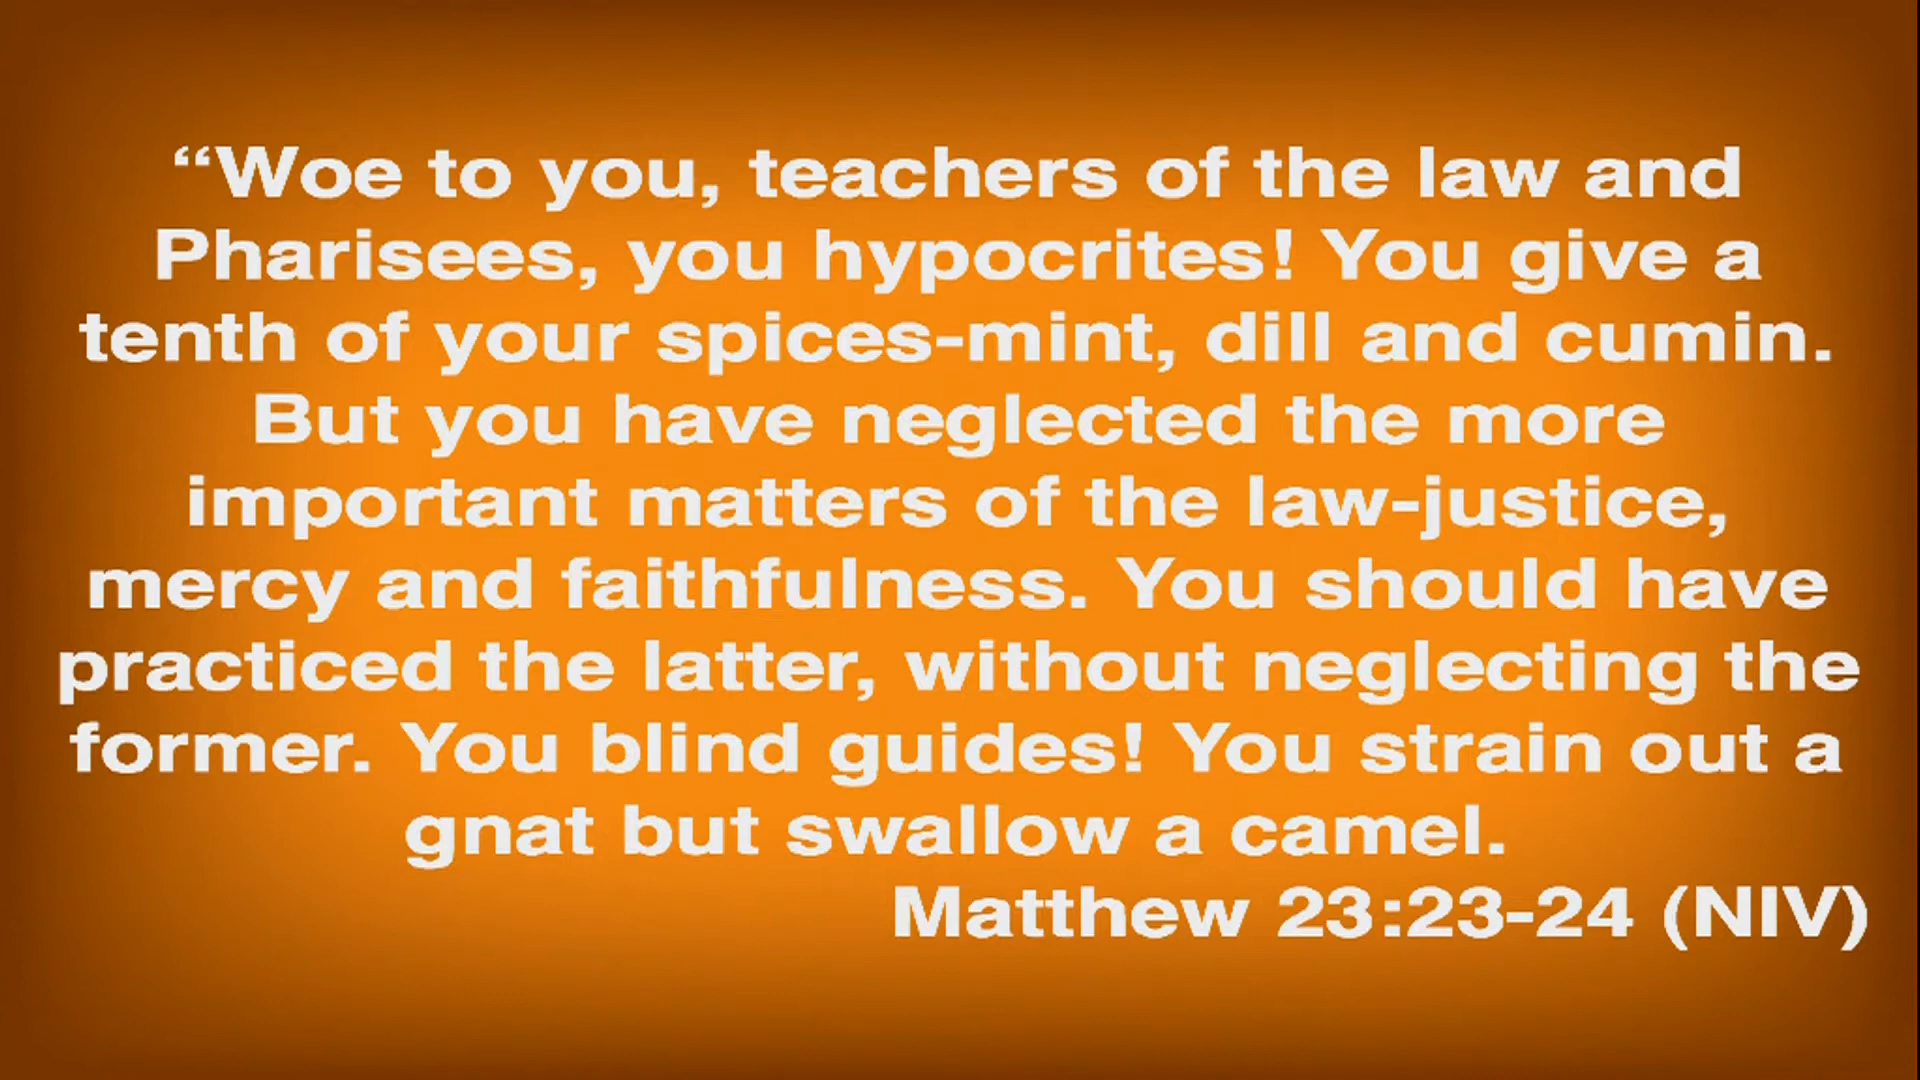 “Woe to you, teachers of the law and
Pharisees, you hypocrites! You give a
tenth of your spices-mint, dill and cumin.
But you have neglected the more
important matters of the law-justice,
mercy and faithfulness. You should have
practiced the latter, without neglecting the
former. You blind guides! You strain out a
gnat but swallow a camel.
Matthew 23:23-24 (NIV)